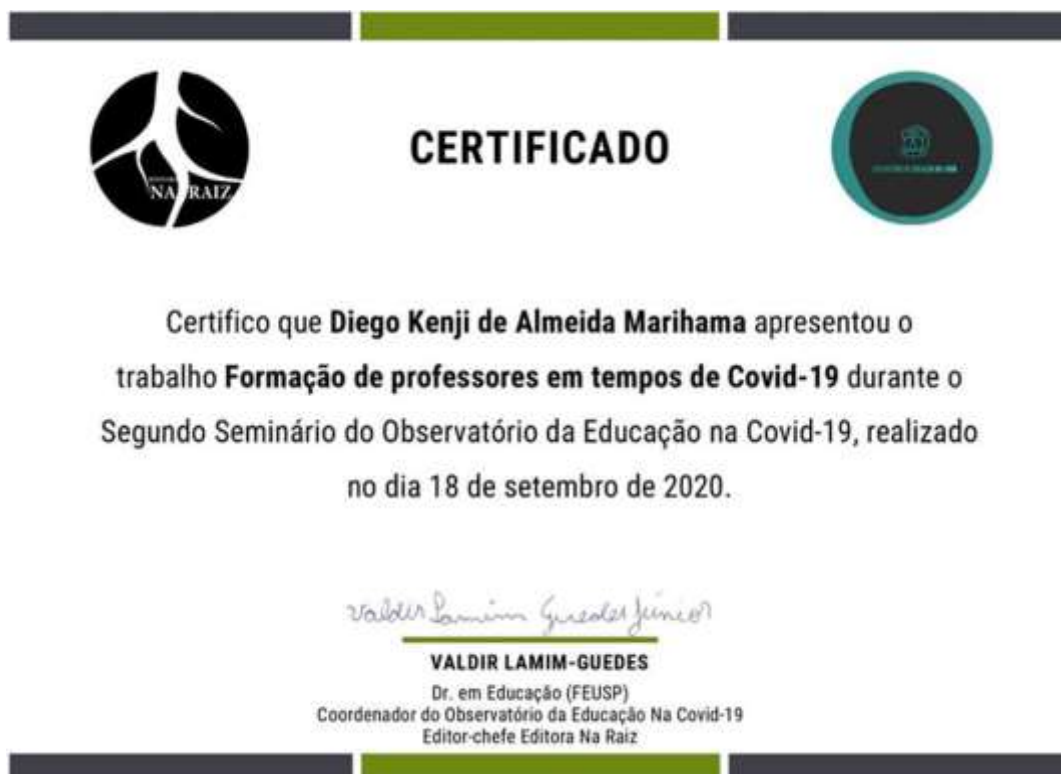 CERTIFICADO
NA RAIZ
Certifico que Diego Kenji de Almeida Marihama apresentou o
trabalho Formação de professores em tempos de Covid-19 durante o
Segundo Seminário do Observatório da Educação na Covid-19, realizado
no dia 18 de setembro de 2020.
Valdir Lamim Guedes Júnior
VALDIR LAMIM-GUEDES
Dr. em Educação (FEUSP)
Coordenador do Observatório da Educação Na Covid-19
Editor-chefe Editora Na Raiz